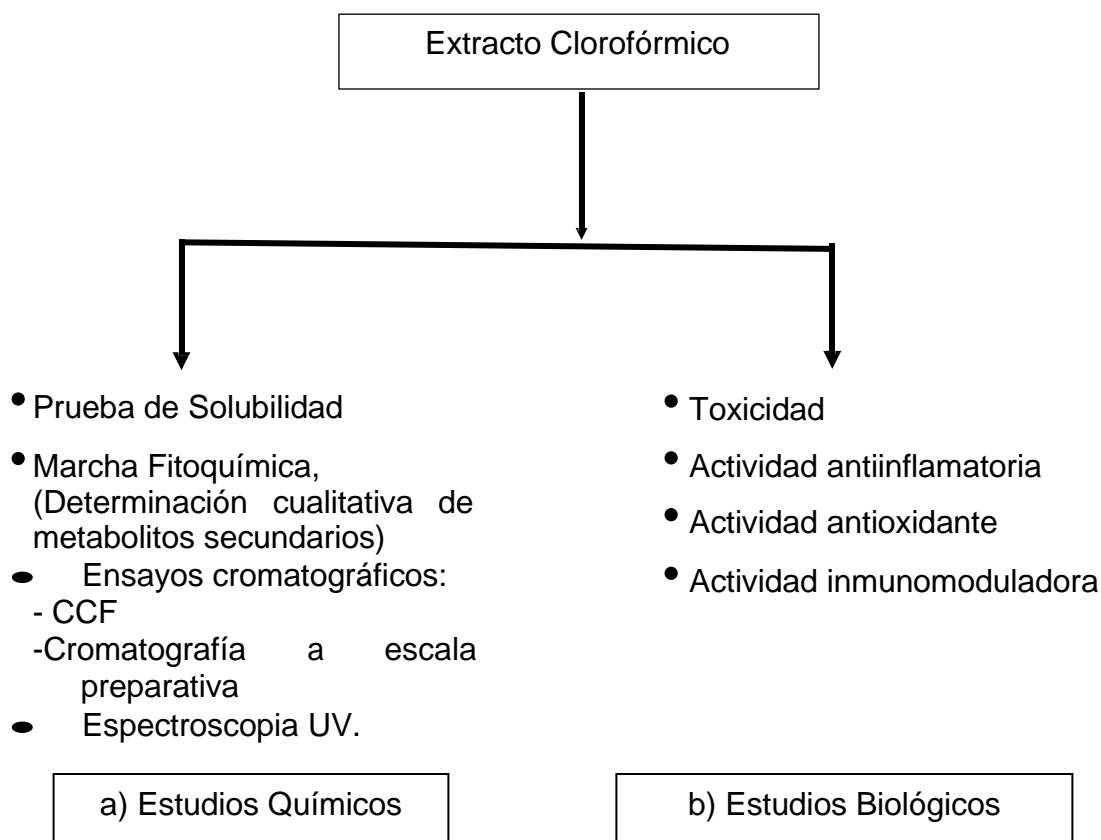 Extracto Clorofórmico
• Prueba de Solubilidad
• Marcha Fitoquímica,
(Determinación cualitativa de
metabolitos secundarios)
• Ensayos cromatográficos:
- CCF
-Cromatografía a escala
preparativa
• Espectroscopia UV.
a) Estudios Químicos
• Toxicidad
• Actividad antiinflamatoria
• Actividad antioxidante
• Actividad inmunomoduladora
b) Estudios Biológicos